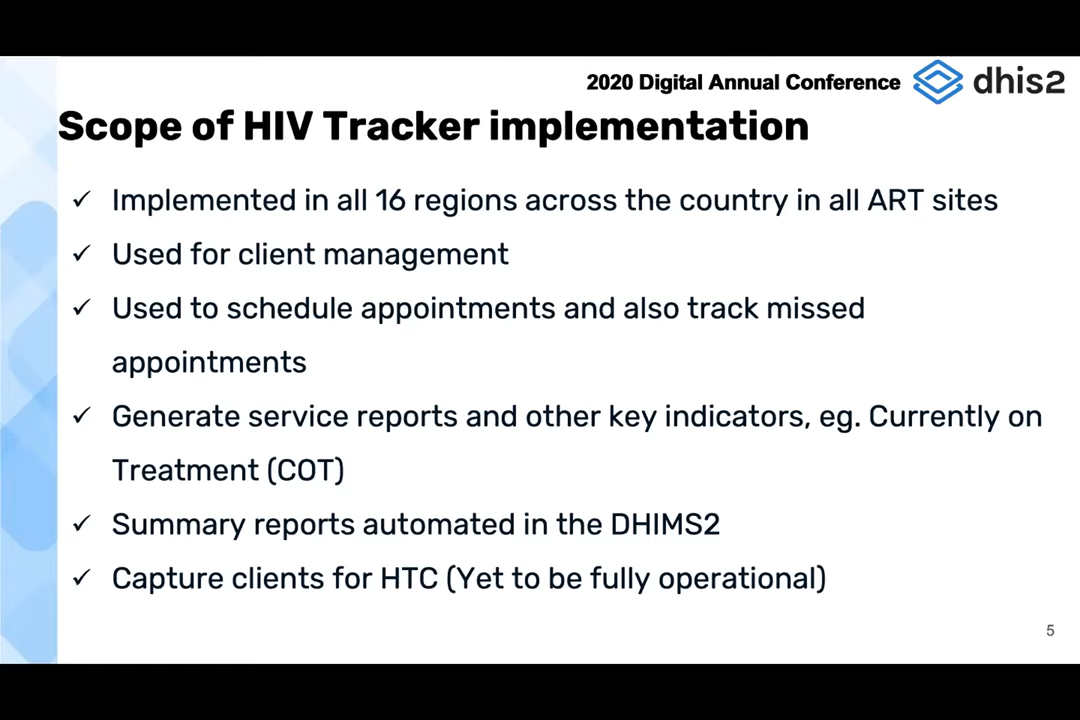 2020 Digital Annual Conference dhis2
Scope of HIV Tracker implementation
✓ Implemented in all 16 regions across the country in all ART sites
✓ Used for client management
✓ Used to schedule appointments and also track missed
appointments
✓ Generate service reports and other key indicators, eg. Currently on
Treatment (COT)
✓ Summary reports automated in the DHIMS2
✓ Capture clients for HTC (Yet to be fully operational)
5